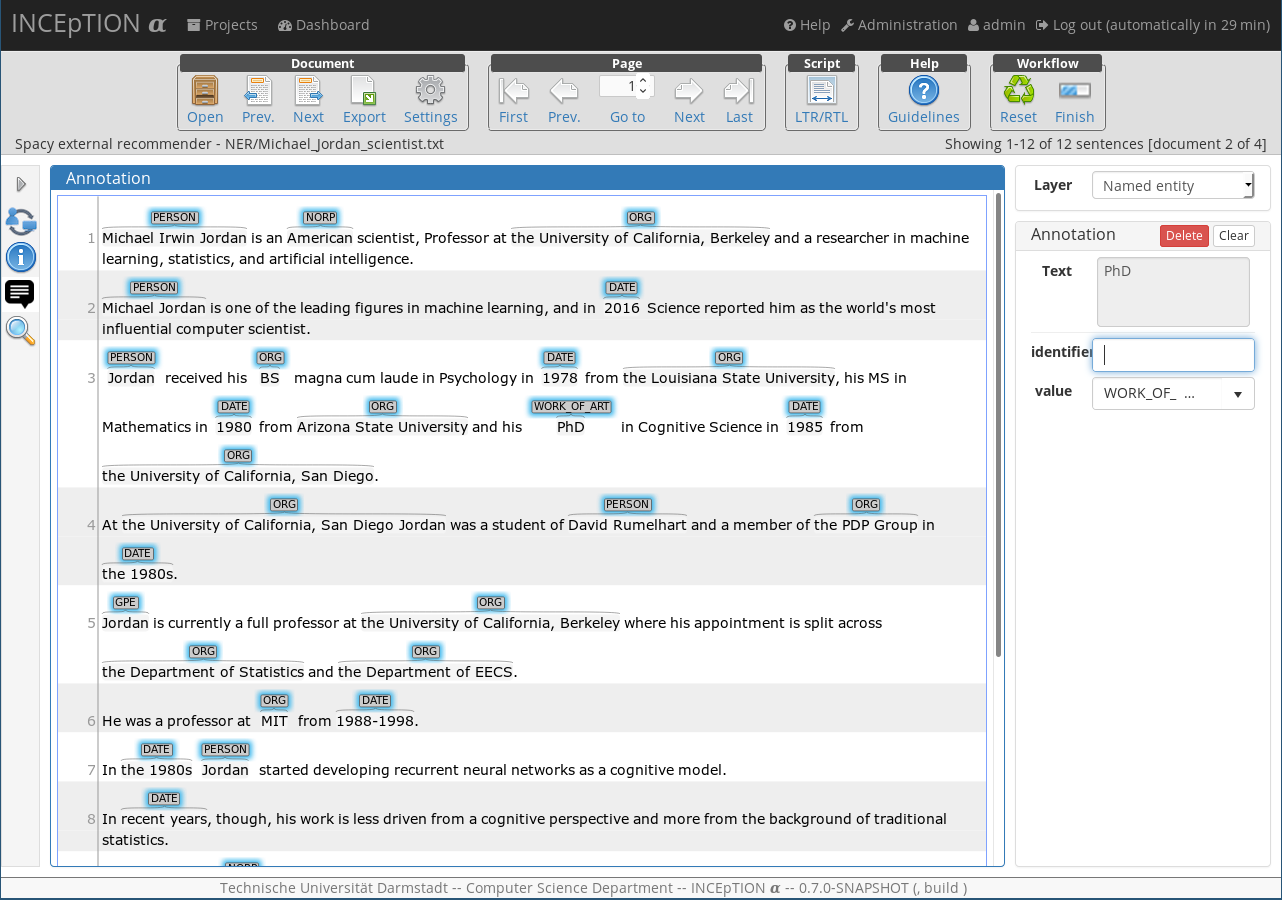 INCEpTION α Projects Dashboard Help Administration admin Log out (automatically in 29 min)
Document Page Script Help Workflow
1
Open Prev. Next Export Settings First Prev. Go to Next Last LTR/RTL Guidelines Reset Finish
Spacy external recommender - NER/Michael_Jordan_scientist.txt Showing 1-12 of 12 sentences [document 2 of 4]
Annotation
PERSON NORP ORG
1 Michael Irwin Jordan is an American scientist, Professor at the University of California, Berkeley and a researcher in machine
learning, statistics, and artificial intelligence.
PERSON DATE
2 Michael Jordan is one of the leading figures in machine learning, and in 2016 Science reported him as the world's most
influential computer scientist.
PERSON ORG DATE ORG
3 Jordan received his BS magna cum laude in Psychology in 1978 from the Louisiana State University, his MS in
DATE ORG WORK_OF_ART DATE
Mathematics in 1980 from Arizona State University and his PhD in Cognitive Science in 1985 from
ORG
the University of California, San Diego.
ORG PERSON ORG
4 At the University of California, San Diego Jordan was a student of David Rumelhart and a member of the PDP Group in
DATE
the 1980s.
GPE ORG
5 Jordan is currently a full professor at the University of California, Berkeley where his appointment is split across
ORG ORG
the Department of Statistics and the Department of EECS.
ORG DATE
6 He was a professor at MIT from 1988-1998.
DATE PERSON
7 In the 1980s Jordan started developing recurrent neural networks as a cognitive model.
DATE
8 In recent years, though, his work is less driven from a cognitive perspective and more from the background of traditional
statistics.
Layer Named entity
Annotation Delete Clear
Text PhD
identifier
value WORK_OF_ ...
Technische Universität Darmstadt -- Computer Science Department -- INCEpTION α -- 0.7.0-SNAPSHOT (, build )